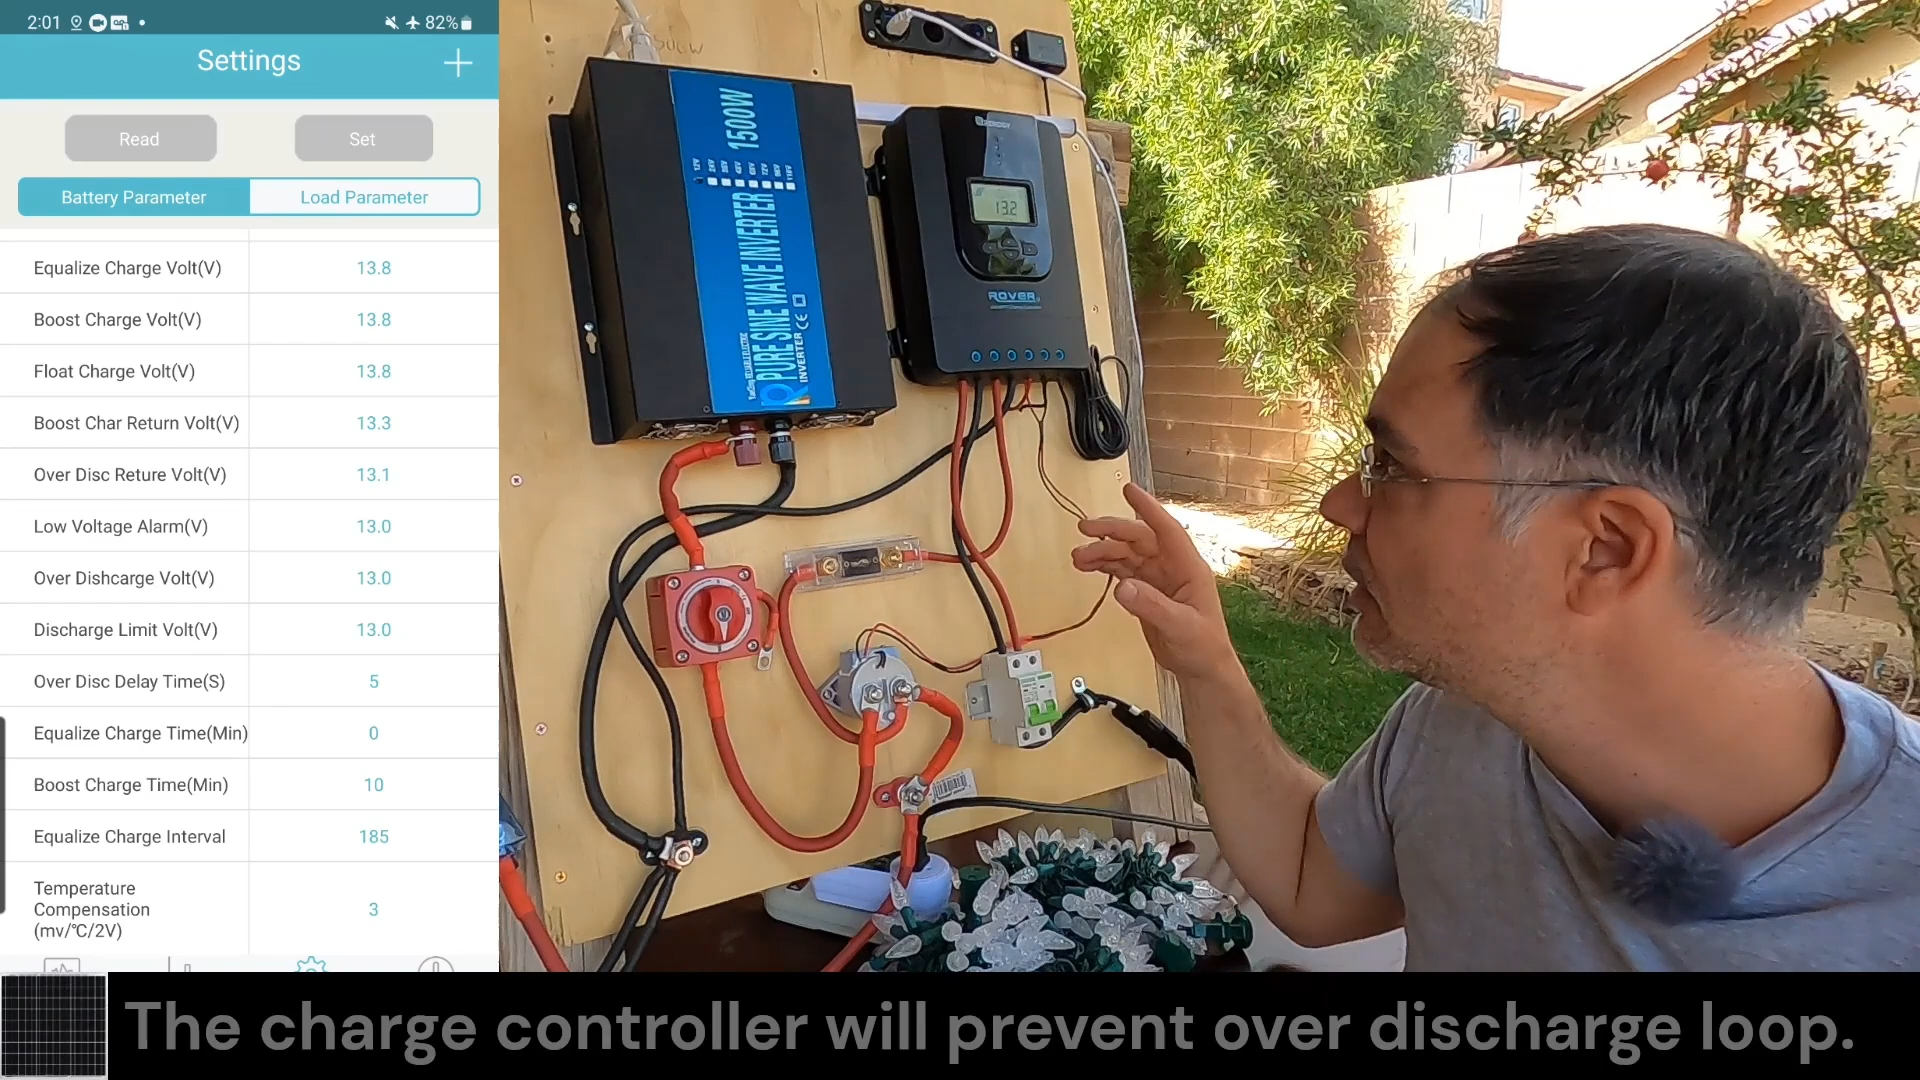 2:01
82%
Settings
Read
Set
Battery Parameter
Load Parameter
Equalize Charge Volt(V) 13.8
Boost Charge Volt(V) 13.8
Float Charge Volt(V) 13.8
Boost Char Return Volt(V) 13.3
Over Disc Reture Volt(V) 13.1
Low Voltage Alarm(V) 13.0
Over Dishcarge Volt(V) 13.0
Discharge Limit Volt(V) 13.0
Over Disc Delay Time(S) 5
Equalize Charge Time(Min) 0
Boost Charge Time(Min) 10
Equalize Charge Interval 185
Temperature
Compensation
(mv/℃/2V) 3
1500W
PURE SINE WAVE INVERTER
INVERTER CE
13.2
ROVER
The charge controller will prevent over discharge loop.